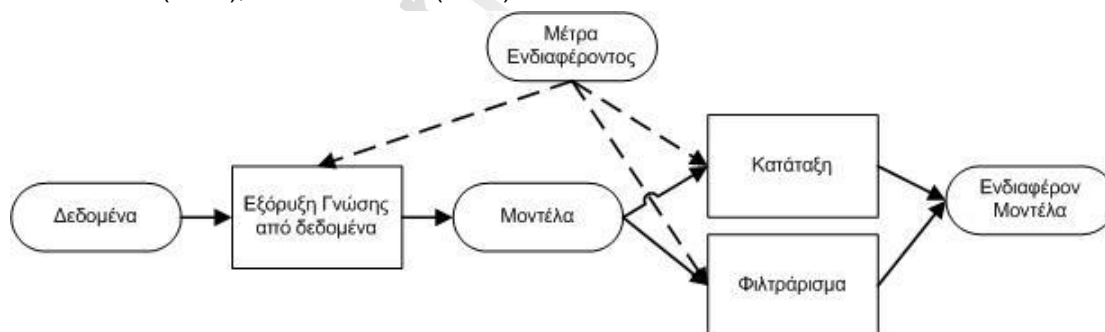 Μέτρα
Ενδιαφέροντος
Κατάταξη
Δεδομένα
Εξόρυξη Γνώσης
από δεδομένα
Μοντέλα
Ενδιαφέρον
Μοντέλα
Φιλτράρισμα